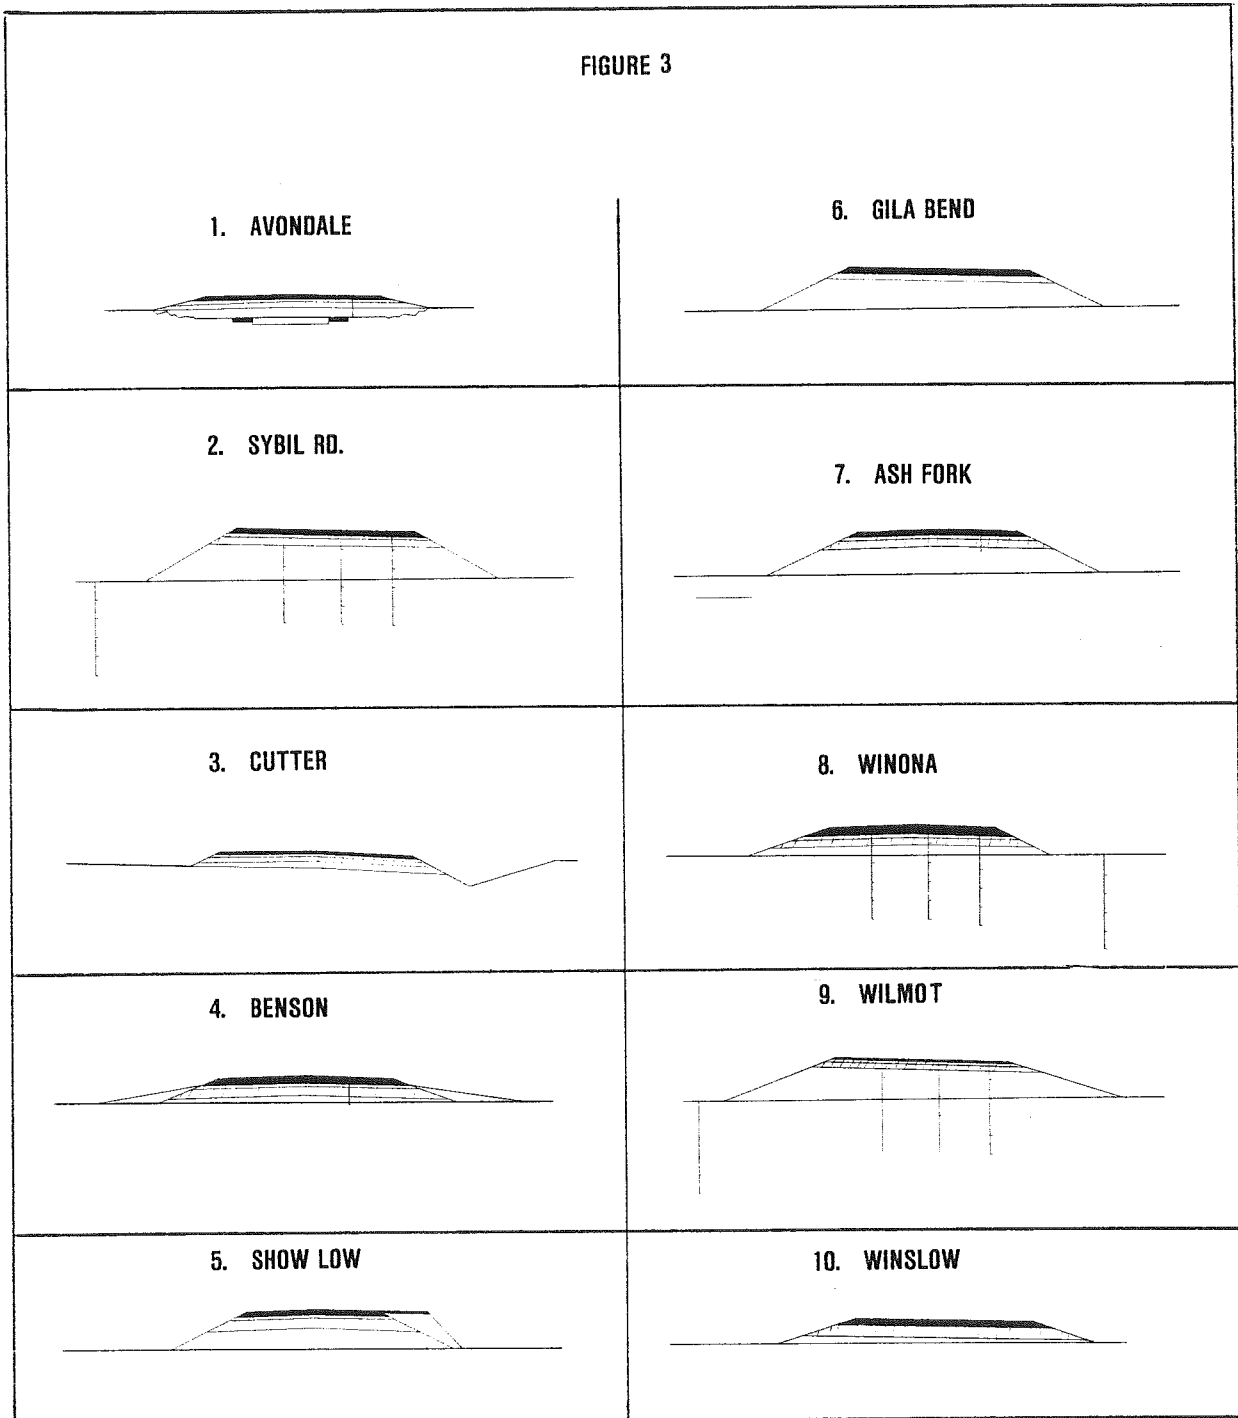 FIGURE 3
1. AVONDALE
2. SYBIL RD.
3. CUTTER
4. BENSON
5. SHOW LOW
6. GILA BEND
7. ASH FORK
8. WINONA
9. WILMOT
10. WINSLOW